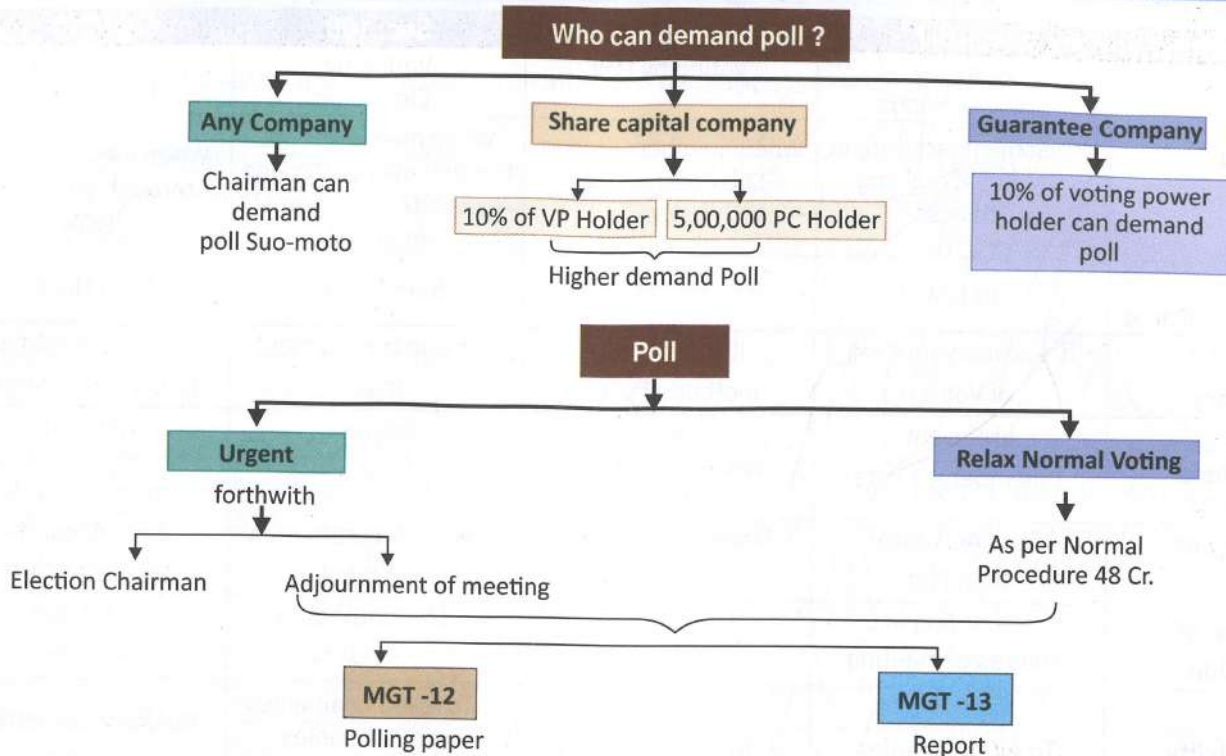 Who can demand poll ?
Any Company
Share capital company
Guarantee Company
Chairman can
demand
poll Suo-moto
10% of VP Holder
5,00,000 PC Holder
10% of voting power
holder can demand
poll
Higher demand Poll
Poll
Urgent
Relax Normal Voting
forthwith
Election Chairman
Adjournment of meeting
As per Normal
Procedure 48 Cr.
MGT -12
MGT -13
Polling paper
Report